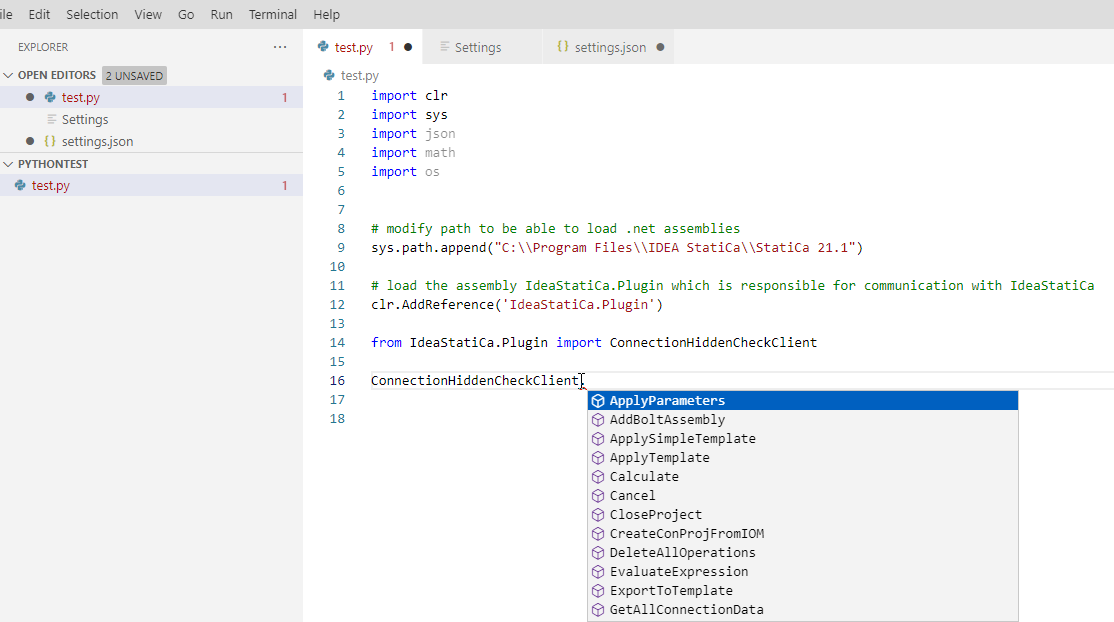 ile Edit Selection View Go Run Terminal Help
EXPLORER ...
OPEN EDITORS 2 UNSAVED
test.py 1
Settings
{} settings.json
PYTHONTEST
test.py 1
test.py 1 Settings {} settings.json
test.py
1 import clr
2 import sys
3 import json
4 import math
5 import os
6
7
8 # modify path to be able to load .net assemblies
9 sys.path.append("C:\\Program Files\\IDEA StatiCa\\StatiCa 21.1")
10
11 # load the assembly IdeaStatiCa.Plugin which is responsible for communication with IdeaStatiCa
12 clr.AddReference('IdeaStatiCa.Plugin')
13
14 from IdeaStatiCa.Plugin import ConnectionHiddenCheckClient
15
16 ConnectionHiddenCheckClient.
17
18
ApplyParameters
AddBoltAssembly
ApplySimpleTemplate
ApplyTemplate
Calculate
Cancel
CloseProject
CreateConProjFromIOM
DeleteAllOperations
EvaluateExpression
ExportToTemplate
GetAllConnectionData